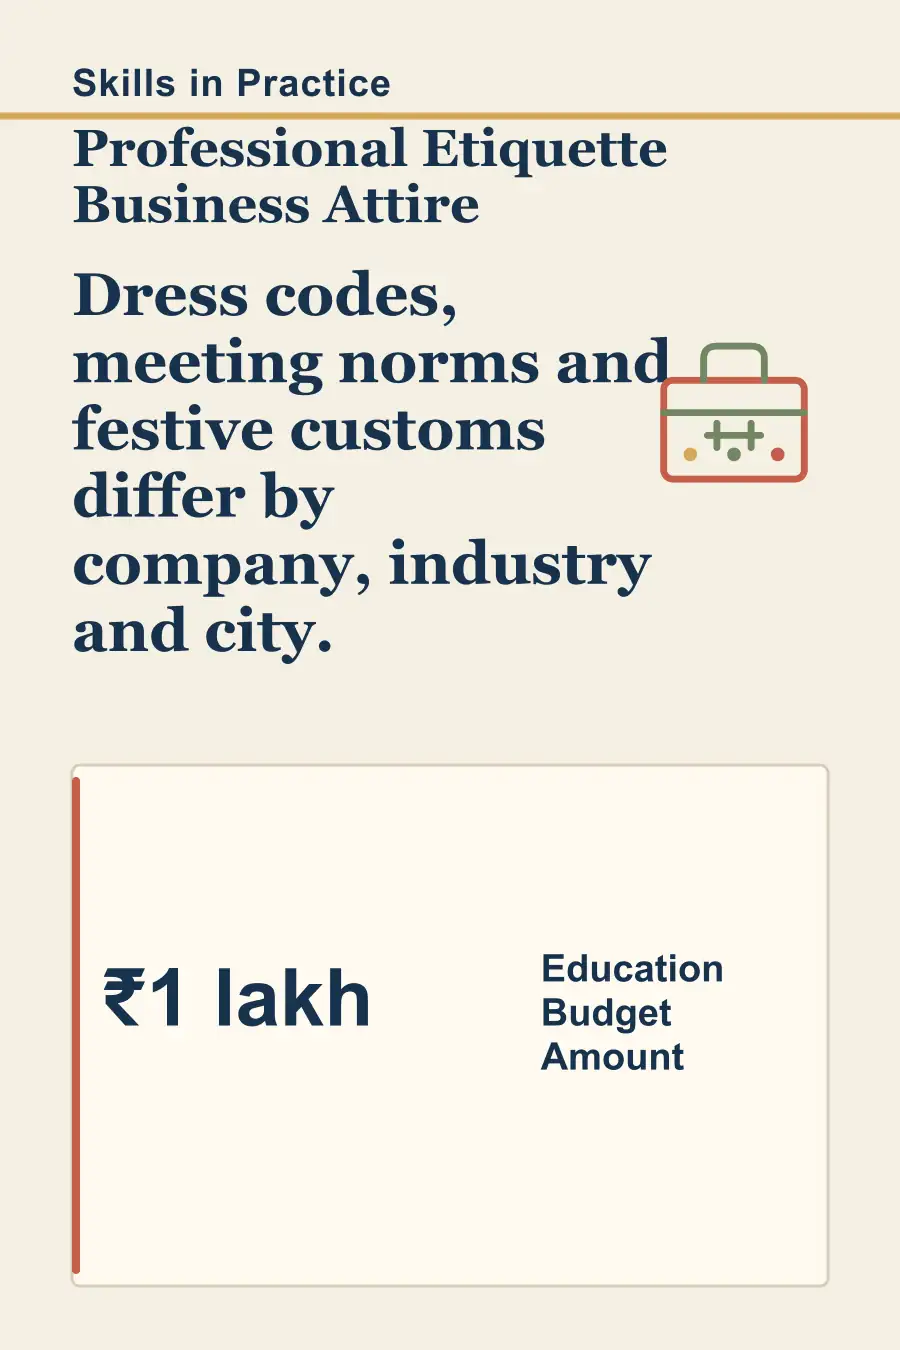 Skills in Practice
Professional Etiquette
Business Attire
Dress codes,
meeting norms and
festive customs
differ by
company, industry
and city.
₹1 lakh
Education
Budget
Amount